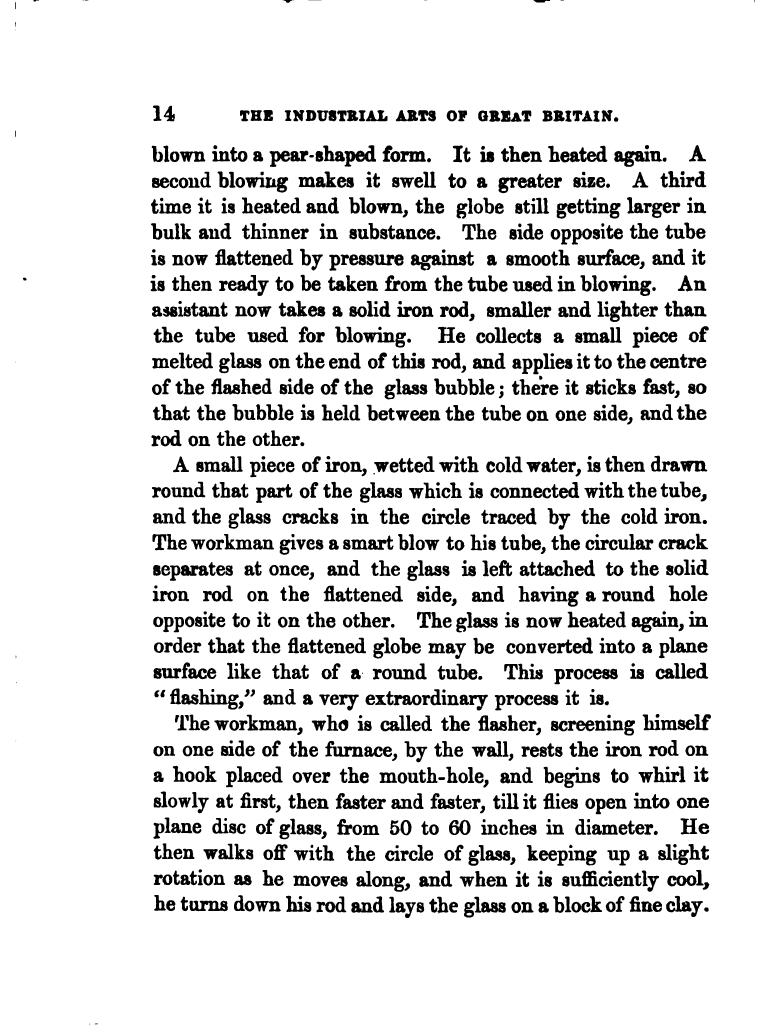 14 THE INDUSTRIAL ARTS OF GREAT BRITAIN.
blown into a pear-shaped form. It is then heated again. A
second blowing makes it swell to a greater size. A third
time it is heated and blown, the globe still getting larger in
bulk and thinner in substance. The side opposite the tube
is now flattened by pressure against a smooth surface, and it
is then ready to be taken from the tube used in blowing. An
assistant now takes a solid iron rod, smaller and lighter than
the tube used for blowing. He collects a small piece of
melted glass on the end of this rod, and applies it to the centre
of the flashed side of the glass bubble; there it sticks fast, so
that the bubble is held between the tube on one side, and the
rod on the other.
A small piece of iron, wetted with cold water, is then drawn
round that part of the glass which is connected with the tube,
and the glass cracks in the circle traced by the cold iron.
The workman gives a smart blow to his tube, the circular crack
separates at once, and the glass is left attached to the solid
iron rod on the flattened side, and having a round hole
opposite to it on the other. The glass is now heated again, in
order that the flattened globe may be converted into a plane
surface like that of a round tube. This process is called
“flashing,” and a very extraordinary process it is.
The workman, who is called the flasher, screening himself
on one side of the furnace, by the wall, rests the iron rod on
a hook placed over the mouth-hole, and begins to whirl it
slowly at first, then faster and faster, till it flies open into one
plane disc of glass, from 50 to 60 inches in diameter. He
then walks off with the circle of glass, keeping up a slight
rotation as he moves along, and when it is sufficiently cool,
he turns down his rod and lays the glass on a block of fine clay.